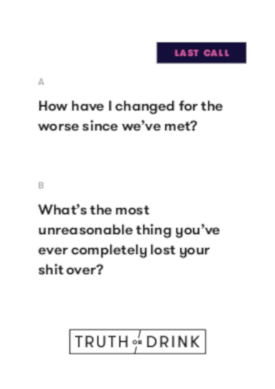 LAST CALL
A
How have I changed for the
worse since we've met?
B
What's the most
unreasonable thing you've
ever completely lost your
shit over?
TRUTH OR DRINK